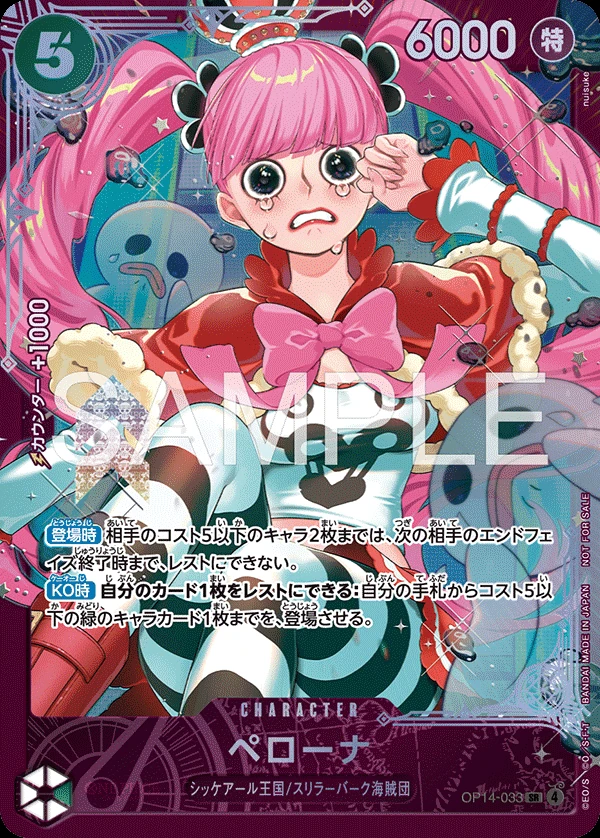 5
6000
特
nuisuke
カウンター +1000
SAMPLE
登場時 相手のコスト5以下のキャラ2枚までは、次の相手のエンドフェ
イズ終了時まで、レストにできない。
KO時 自分のカード1枚をレストにできる:自分の手札からコスト5以
下の緑のキャラカード1枚までを、登場させる。
CHARACTER
ペローナ
シッケアール王国/スリラーバーク海賊団
OP14-033 SR 4
©E.O/S ©O/S・F・T BANDAI MADE IN JAPAN NOT FOR SALE